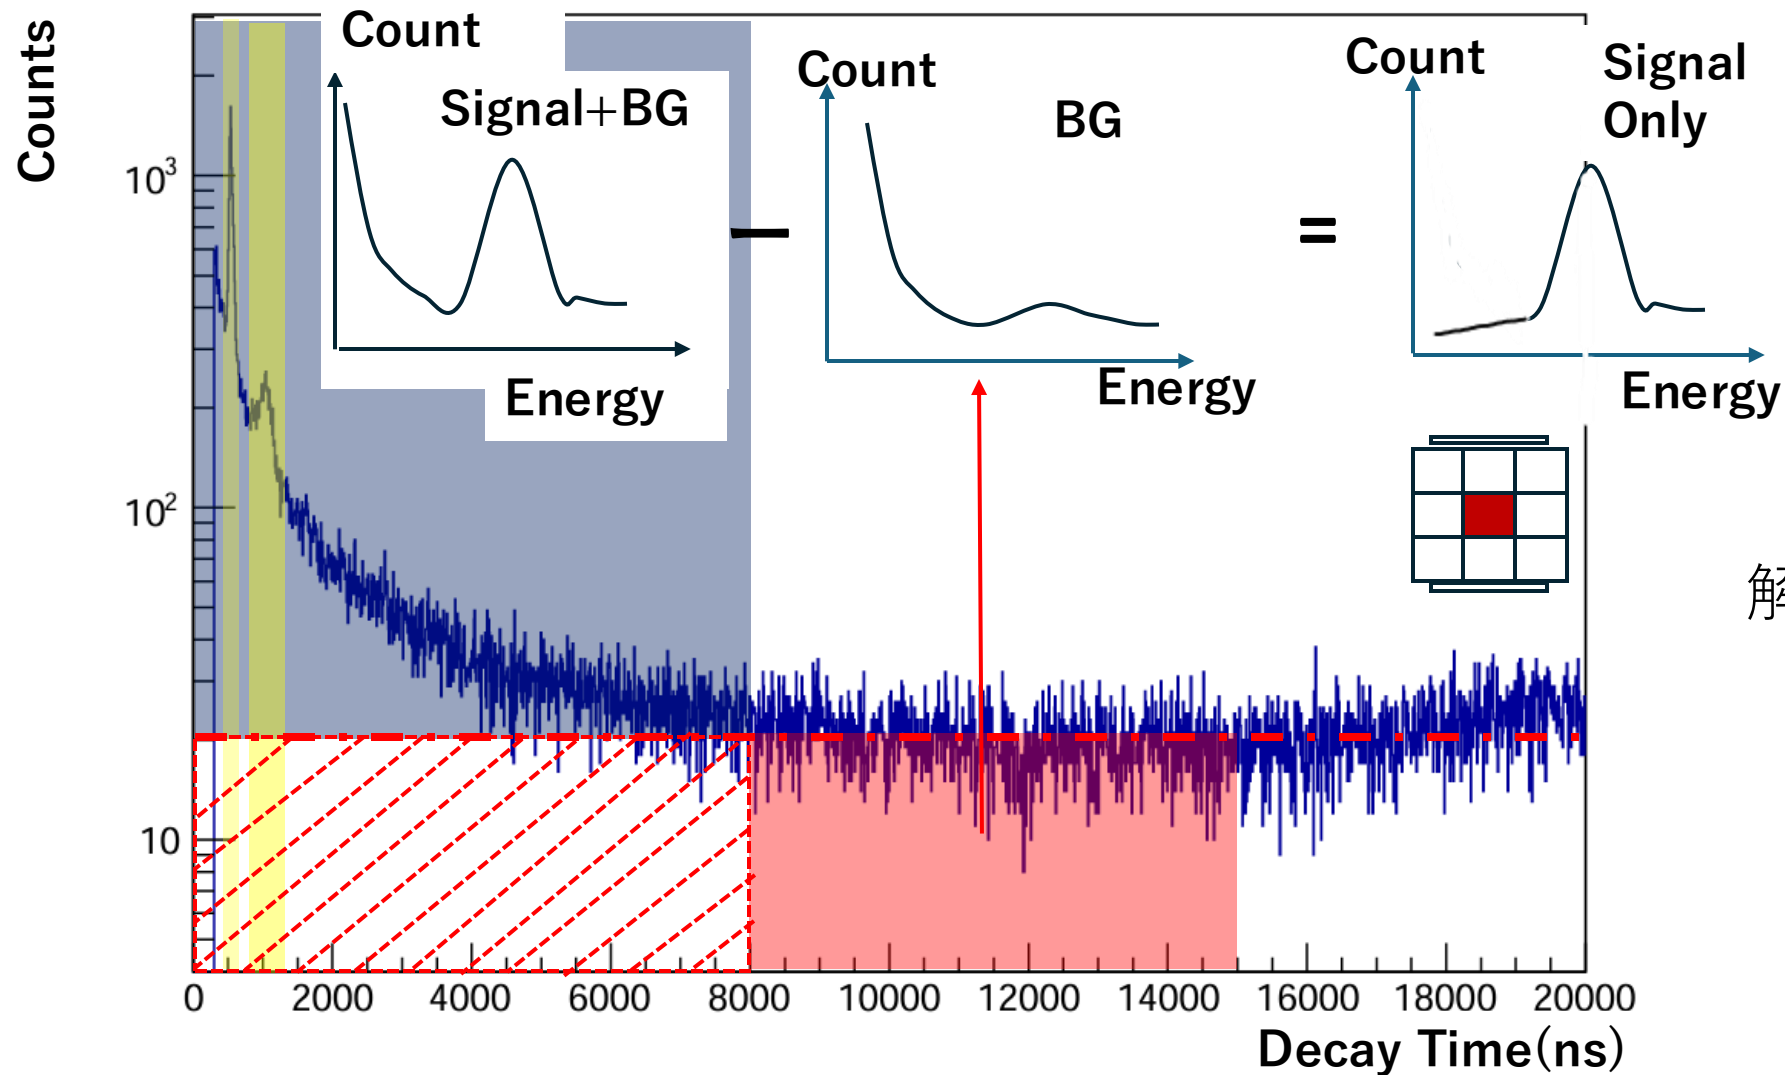 Counts
Count
Signal+BG
Energy
Count
BG
Energy
=
Count
Signal
Only
Energy
10³
10²
10
解
0 2000 4000 6000 8000 10000 12000 14000 16000 18000 20000
Decay Time(ns)